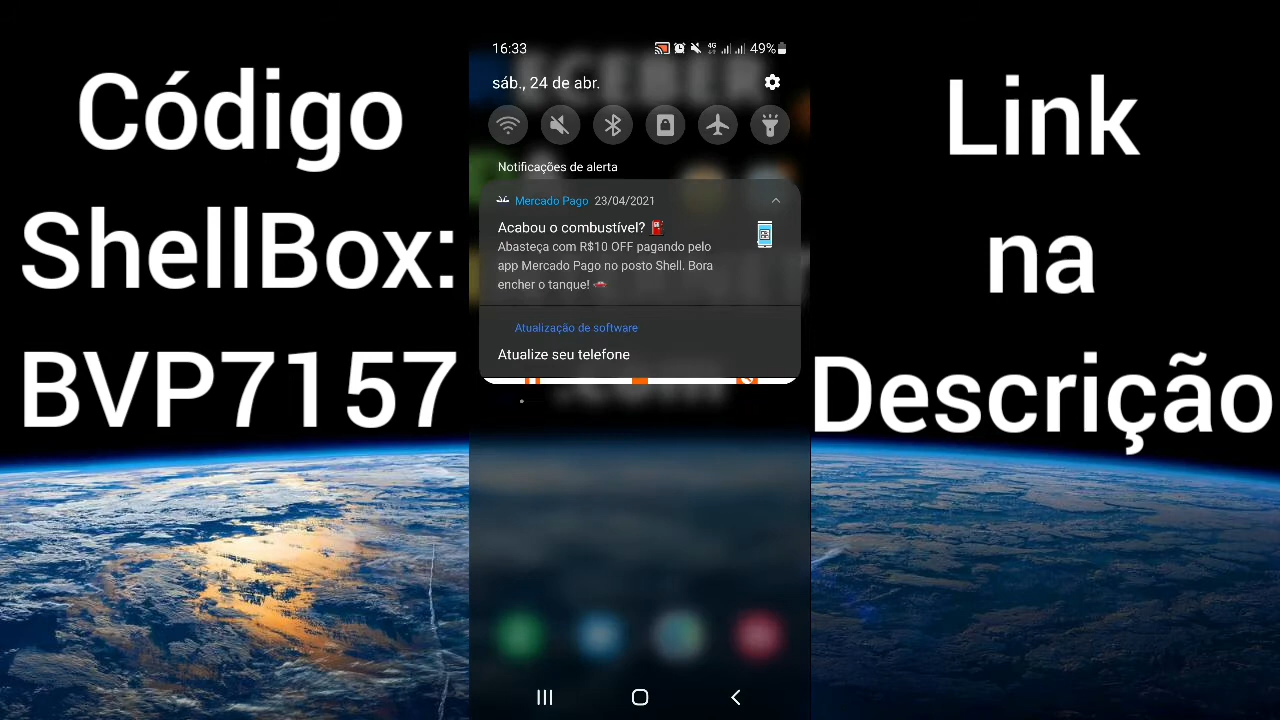 Código
ShellBox:
BVP7157
16:33
4G
49%
sáb., 24 de abr.
Notificações de alerta
Mercado Pago 23/04/2021
Acabou o combustível?
Abasteça com R$10 OFF pagando pelo
app Mercado Pago no posto Shell. Bora
encher o tanque!
Atualização de software
Atualize seu telefone
.com
Link
na
Descrição